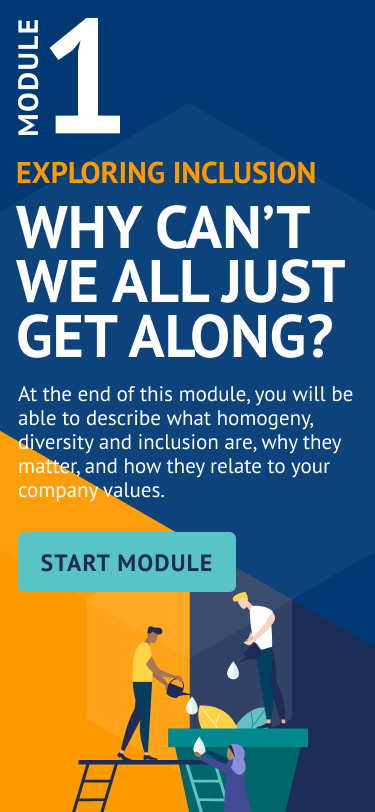 MODULE
1
EXPLORING INCLUSION
WHY CAN’T
WE ALL JUST
GET ALONG?
At the end of this module, you will be
able to describe what homogeny,
diversity and inclusion are, why they
matter, and how they relate to your
company values.
START MODULE